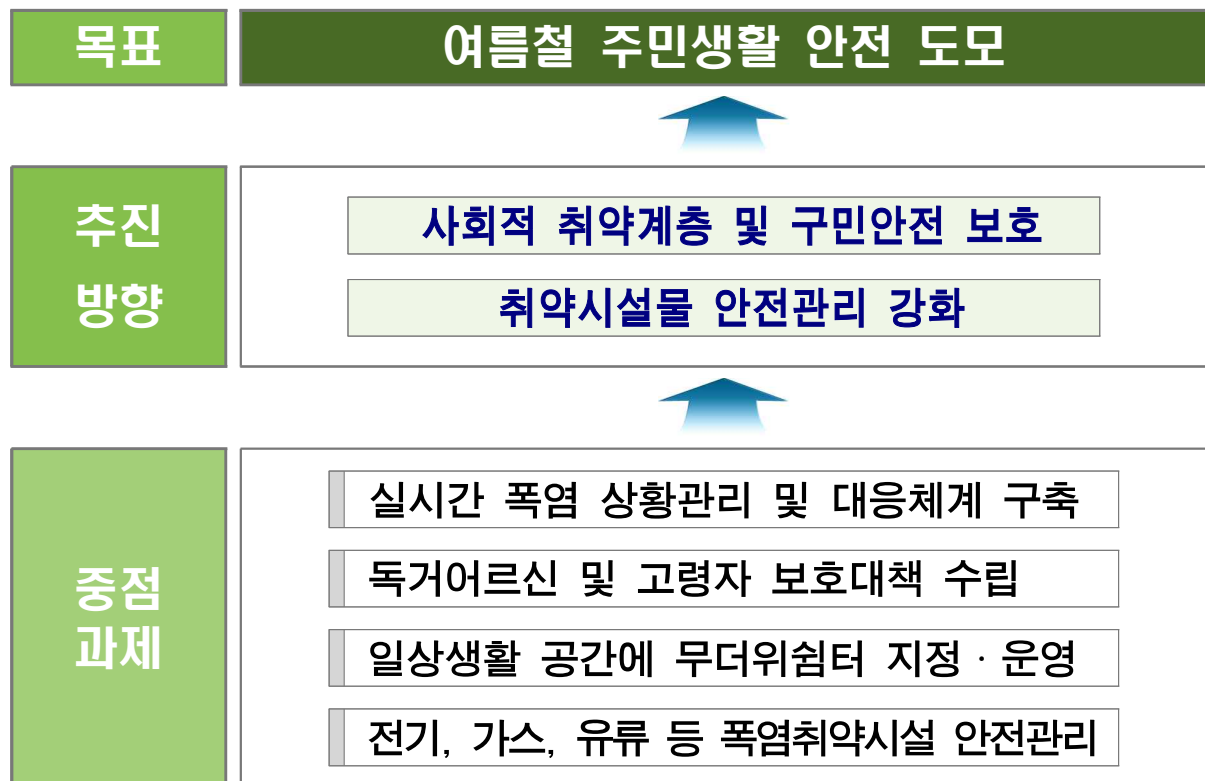 목표
여름철 주민생활 안전 도모
추진
방향
사회적 취약계층 및 구민안전 보호
취약시설물 안전관리 강화
중점
과제
실시간 폭염 상황관리 및 대응체계 구축
독거어르신 및 고령자 보호대책 수립
일상생활 공간에 무더위쉼터 지정 · 운영
전기, 가스, 유류 등 폭염취약시설 안전관리